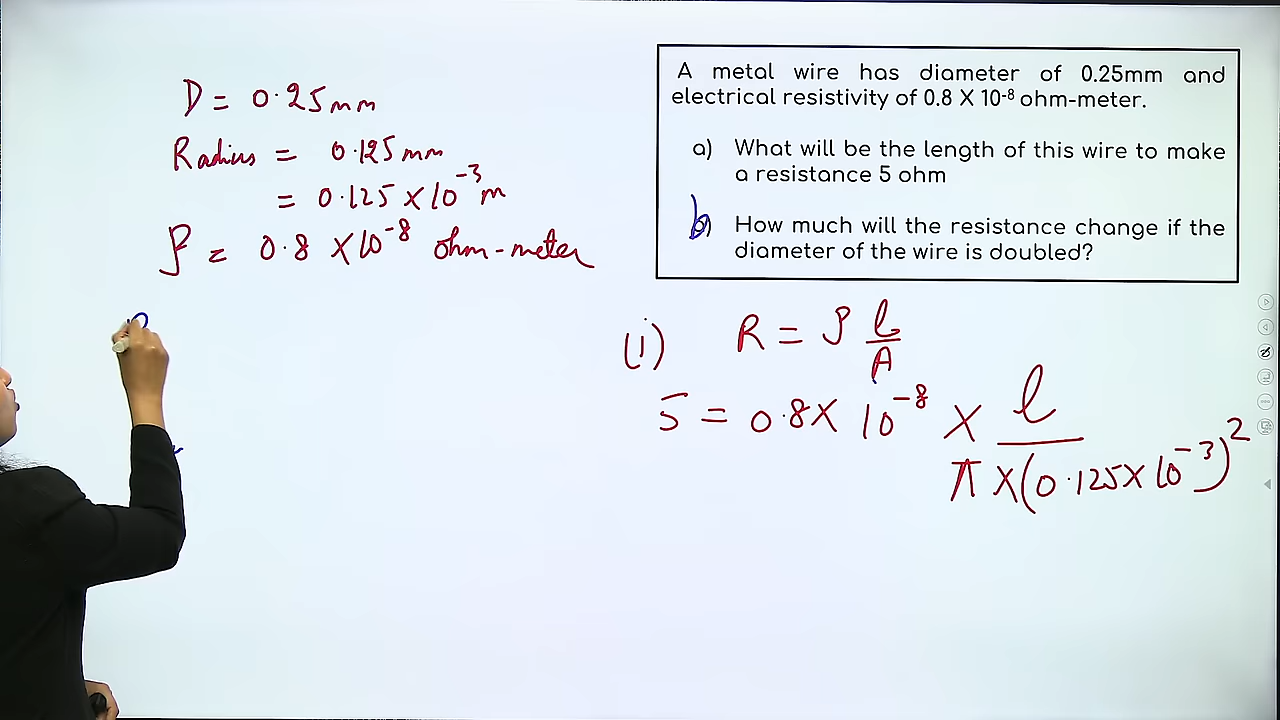 D = 0.25mm
Radius = 0.125mm
= 0.125 × 10⁻³ m
ρ = 0.8 × 10⁻⁸ ohm-meter
A metal wire has diameter of 0.25mm and
electrical resistivity of 0.8 X 10⁻⁸ ohm-meter.
a) What will be the length of this wire to make
a resistance 5 ohm
b) How much will the resistance change if the
diameter of the wire is doubled?
(i) R = ρ l/A
5 = 0.8 × 10⁻⁸ × l / π × (0.125 × 10⁻³)²